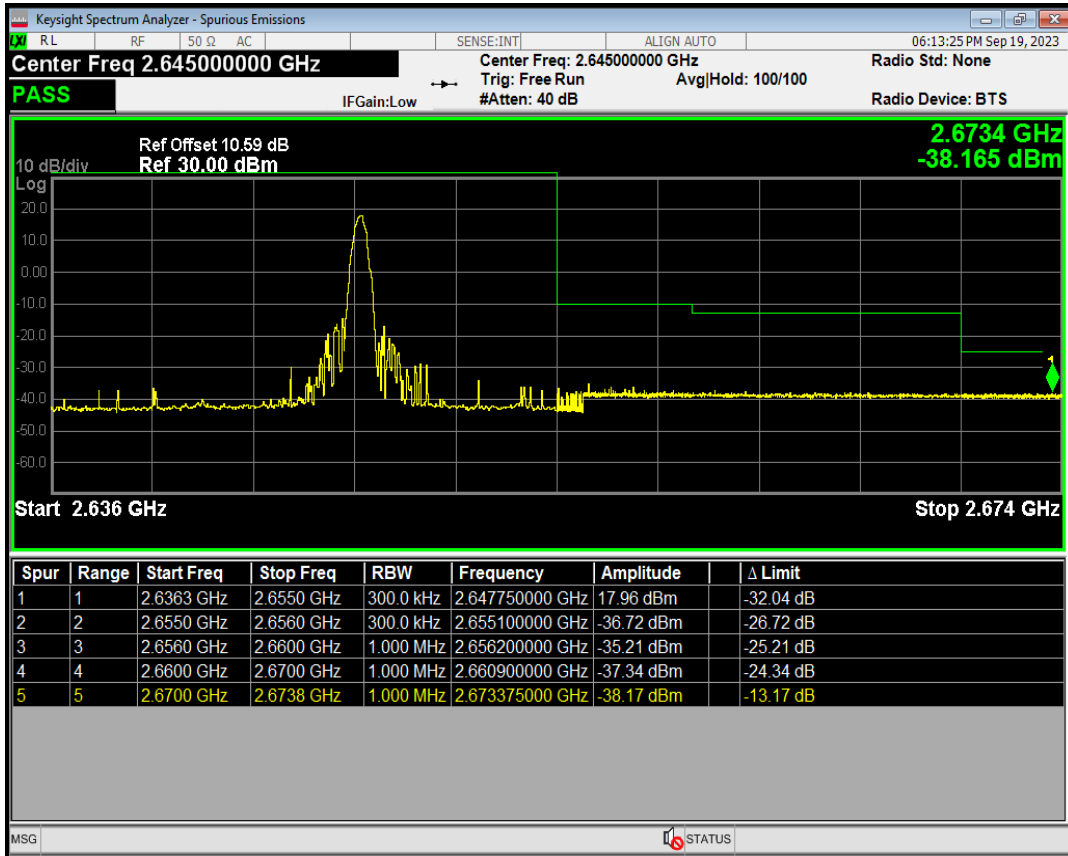 Keysight Spectrum Analyzer - Spurious Emissions
LXI RL RF 50 Ω AC SENSE:INT ALIGN AUTO 06:13:25 PM Sep 19, 2023
Center Freq 2.645000000 GHz Center Freq: 2.645000000 GHz Radio Std: None
Trig: Free Run Avg|Hold: 100/100
PASS IFGain:Low #Atten: 40 dB Radio Device: BTS
Ref Offset 10.59 dB 2.6734 GHz
10 dB/div Ref 30.00 dBm -38.165 dBm
Log
20.0
10.0
0.00
-10.0
-20.0
-30.0
1
-40.0
-50.0
-60.0
Start 2.636 GHz Stop 2.674 GHz
Spur Range Start Freq Stop Freq RBW Frequency Amplitude Δ Limit
1 1 2.6363 GHz 2.6550 GHz 300.0 kHz 2.647750000 GHz 17.96 dBm -32.04 dB
2 2 2.6550 GHz 2.6560 GHz 300.0 kHz 2.655100000 GHz -36.72 dBm -26.72 dB
3 3 2.6560 GHz 2.6600 GHz 1.000 MHz 2.656200000 GHz -35.21 dBm -25.21 dB
4 4 2.6600 GHz 2.6700 GHz 1.000 MHz 2.660900000 GHz -37.34 dBm -24.34 dB
5 5 2.6700 GHz 2.6738 GHz 1.000 MHz 2.673375000 GHz -38.17 dBm -13.17 dB
MSG STATUS